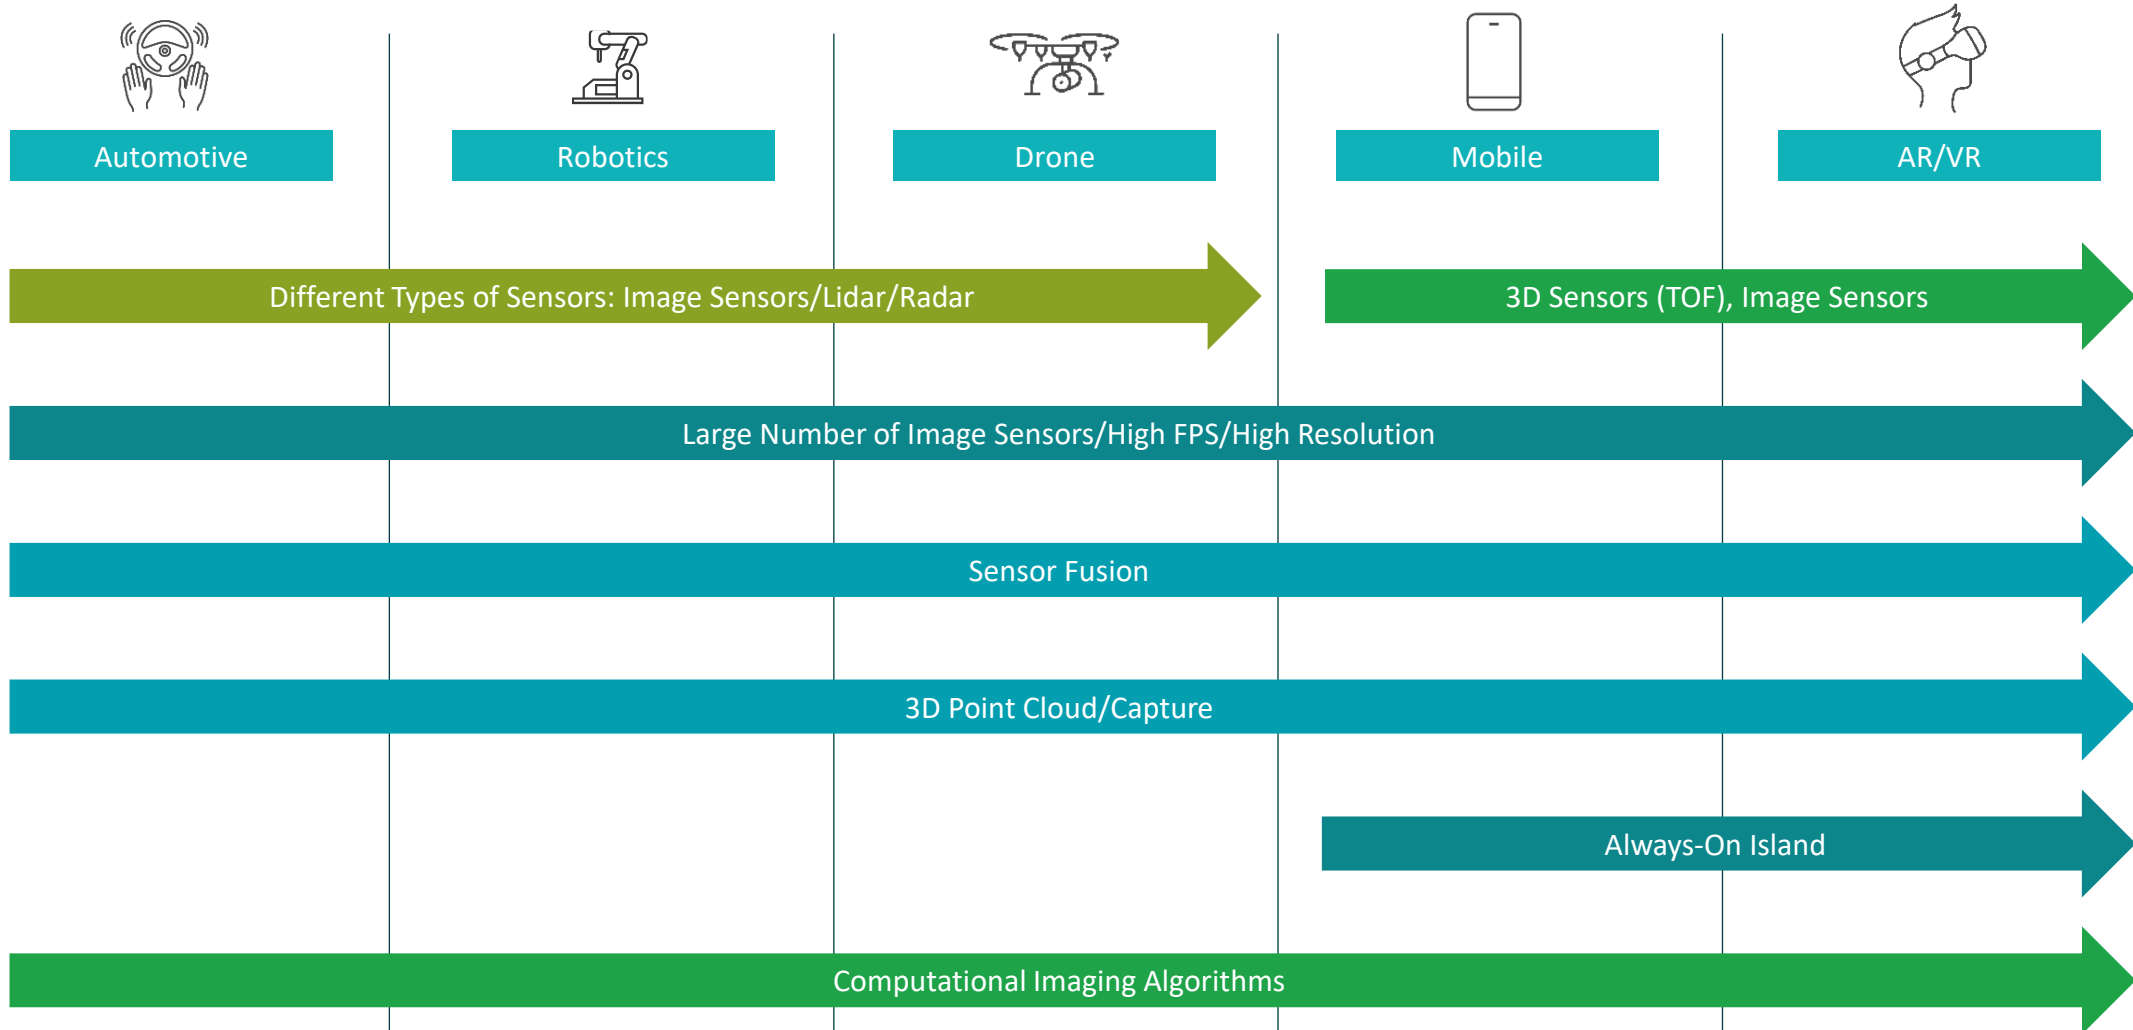 Automotive
Robotics
Drone
Mobile
AR/VR
Different Types of Sensors: Image Sensors/Lidar/Radar
3D Sensors (TOF), Image Sensors
Large Number of Image Sensors/High FPS/High Resolution
Sensor Fusion
3D Point Cloud/Capture
Always-On Island
Computational Imaging Algorithms